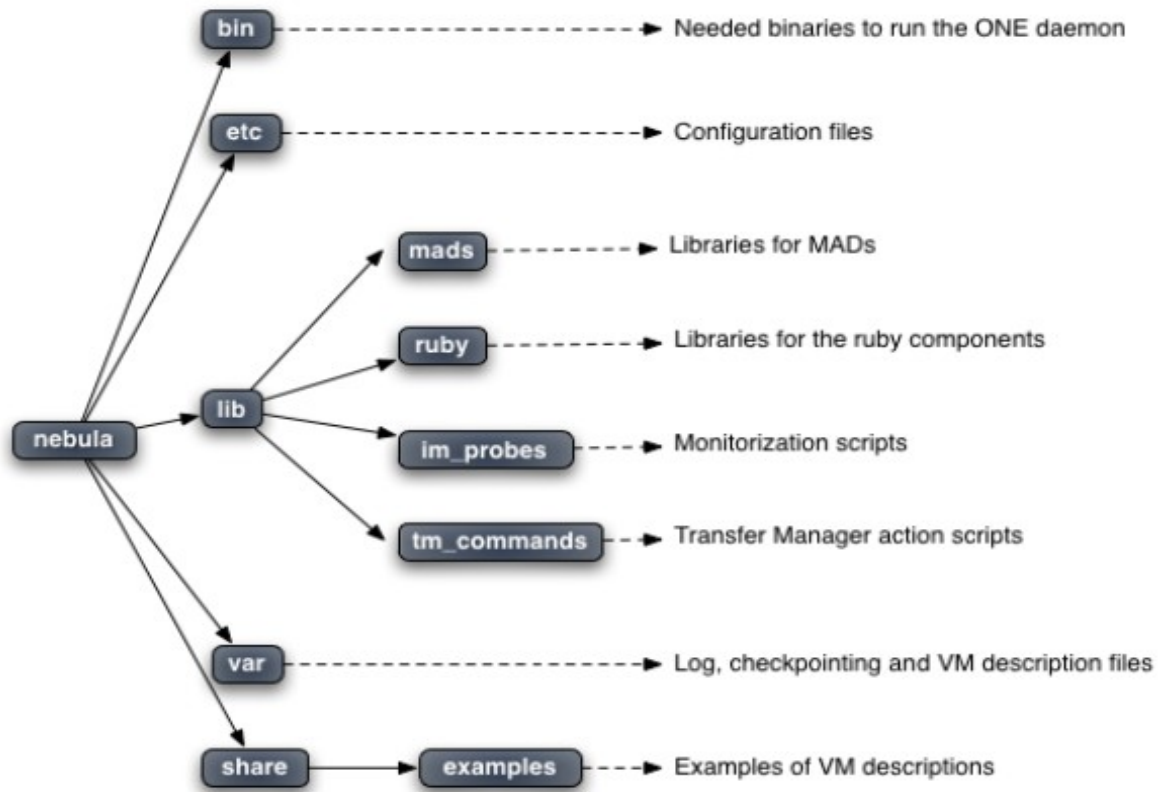 bin
Needed binaries to run the ONE daemon
etc
Configuration files
mads
Libraries for MADs
ruby
Libraries for the ruby components
lib
nebula
im_probes
Monitorization scripts
tm_commands
Transfer Manager action scripts
var
Log, checkpointing and VM description files
share
examples
Examples of VM descriptions